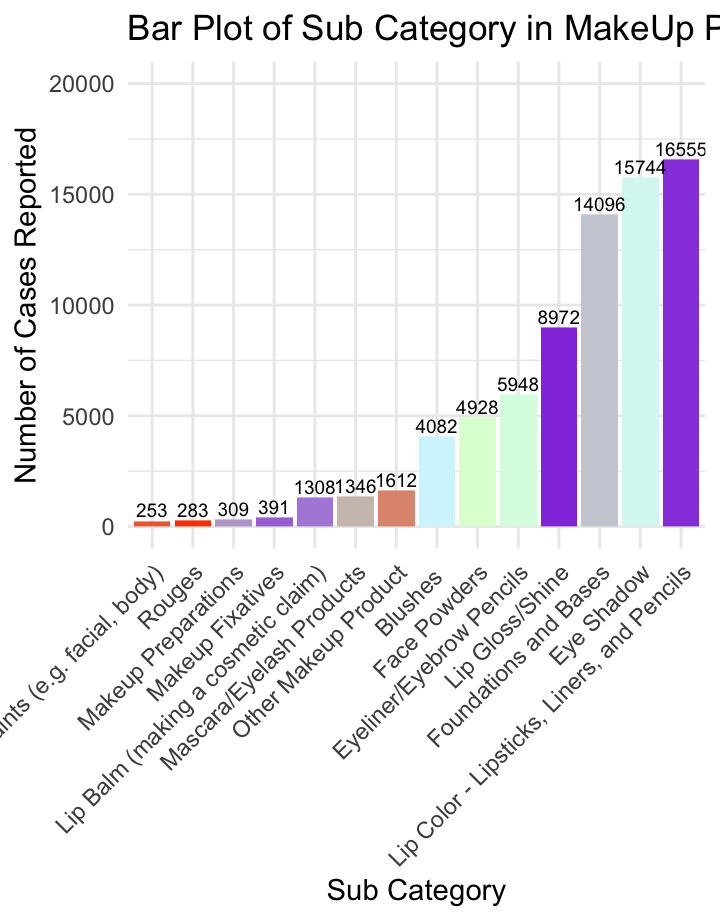 Bar Plot of Sub Category in MakeUp P
Number of Cases Reported
20000
15000
10000
5000
0
253
283
309
391
1308
1346
1612
4082
4928
5948
8972
14096
15744
16555
(e.g. facial, body)
Rouges
Makeup Preparations
Makeup Fixatives
Lip Balm (making a cosmetic claim)
Mascara/Eyelash Products
Other Makeup Product
Blushes
Face Powders
Eyeliner/Eyebrow Pencils
Lip Gloss/Shine
Foundations and Bases
Eye Shadow
Lip Color - Lipsticks, Liners, and Pencils
Sub Category